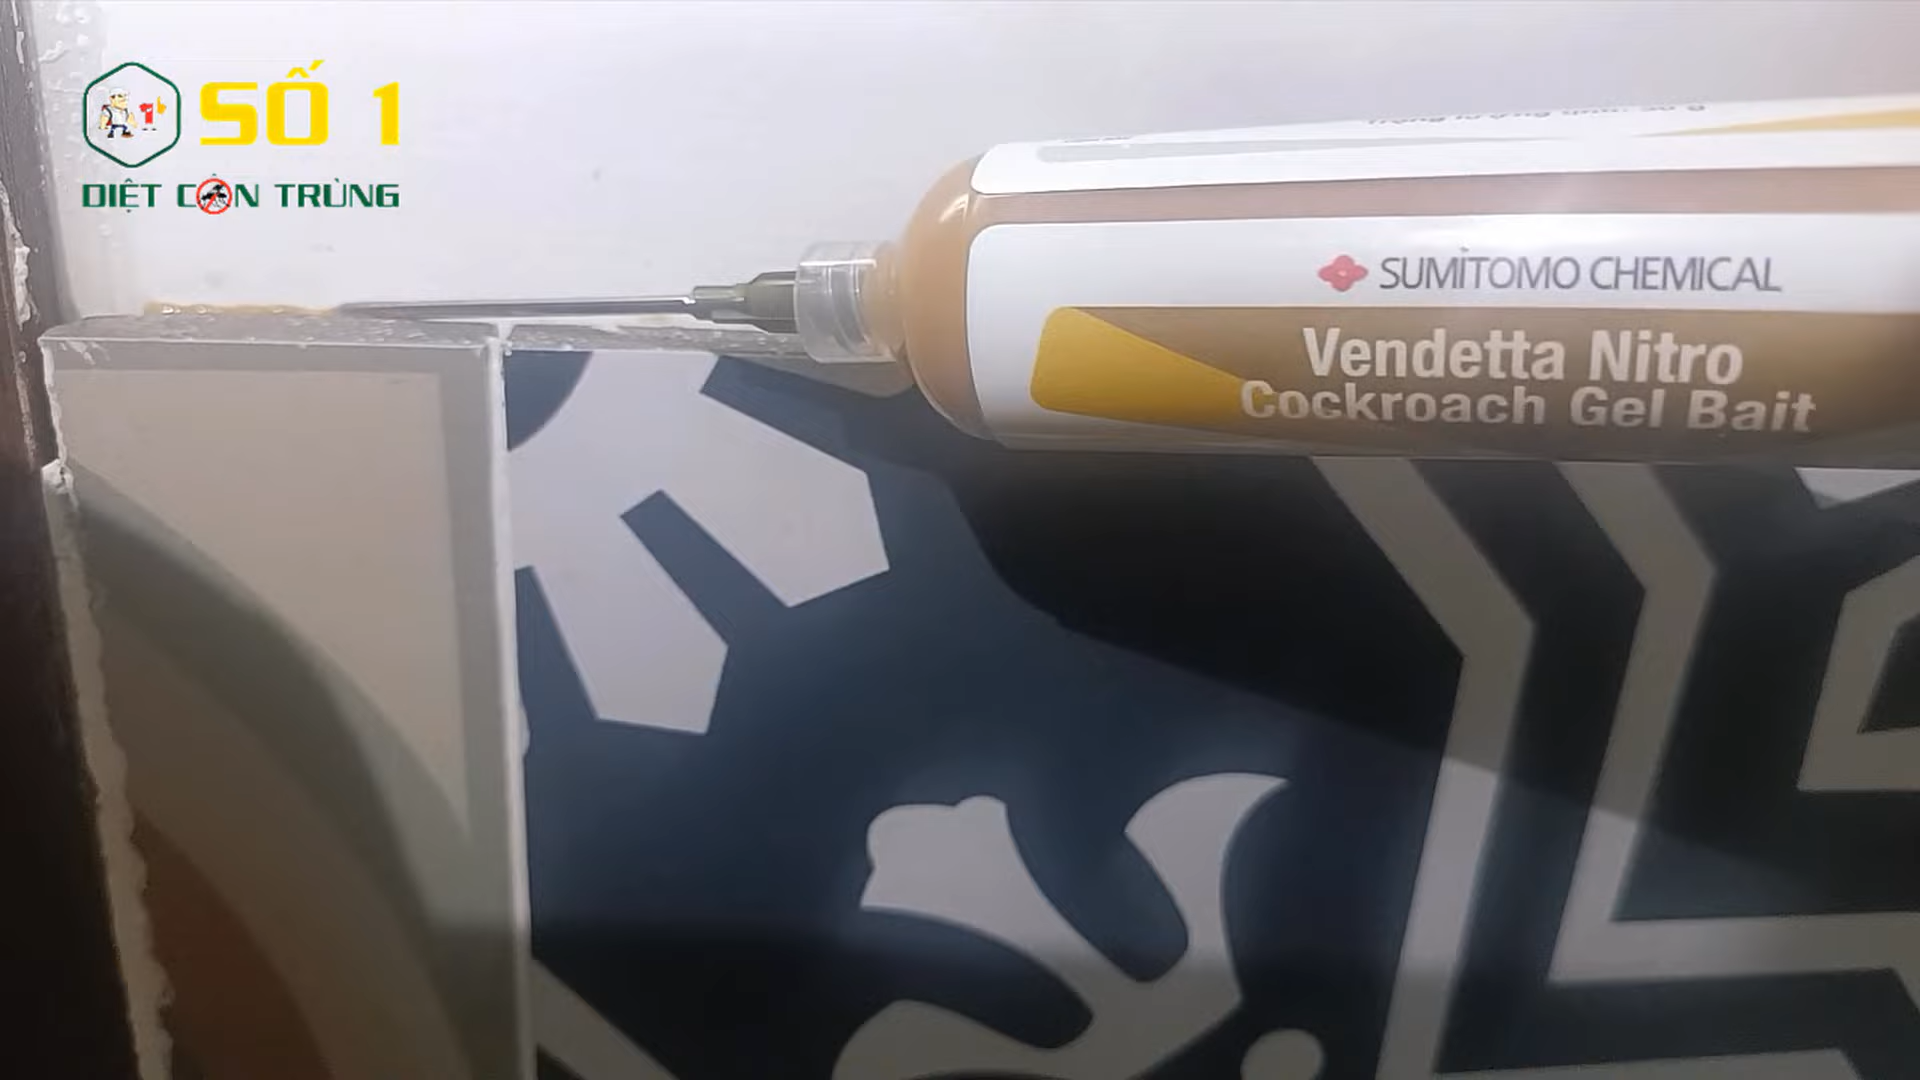 SỐ 1
DIỆT CÔN TRÙNG
SUMITOMO CHEMICAL
Vendetta Nitro
Cockroach Gel Bait